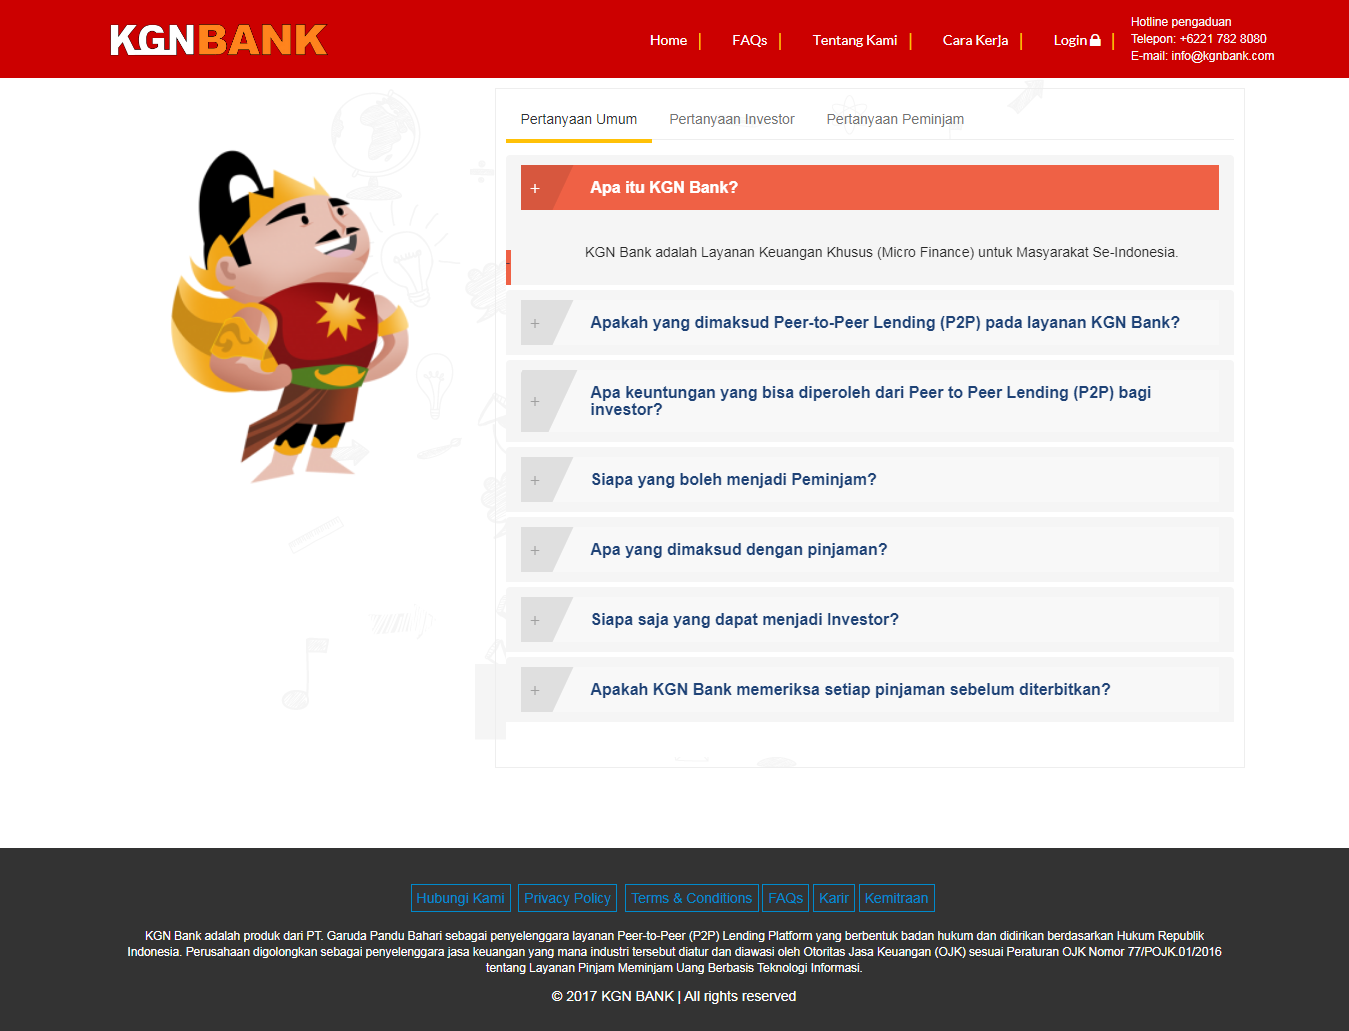 KGNBANK
Home | FAQs | Tentang Kami | Cara Kerja | Login |
Hotline pengaduan
Telepon: +6221 782 8080
E-mail: info@kgnbank.com
Pertanyaan Umum Pertanyaan Investor Pertanyaan Peminjam
+ Apa itu KGN Bank?
KGN Bank adalah Layanan Keuangan Khusus (Micro Finance) untuk Masyarakat Se-Indonesia.
-
+ Apakah yang dimaksud Peer-to-Peer Lending (P2P) pada layanan KGN Bank?
+ Apa keuntungan yang bisa diperoleh dari Peer to Peer Lending (P2P) bagi
investor?
+ Siapa yang boleh menjadi Peminjam?
+ Apa yang dimaksud dengan pinjaman?
+ Siapa saja yang dapat menjadi Investor?
+ Apakah KGN Bank memeriksa setiap pinjaman sebelum diterbitkan?
Hubungi Kami Privacy Policy Terms & Conditions FAQs Karir Kemitraan
KGN Bank adalah produk dari PT. Garuda Pandu Bahari sebagai penyelenggara layanan Peer-to-Peer (P2P) Lending Platform yang berbentuk badan hukum dan didirikan berdasarkan Hukum Republik
Indonesia. Perusahaan digolongkan sebagai penyelenggara jasa keuangan yang mana industri tersebut diatur dan diawasi oleh Otoritas Jasa Keuangan (OJK) sesuai Peraturan OJK Nomor 77/POJK.01/2016
tentang Layanan Pinjam Meminjam Uang Berbasis Teknologi Informasi.
© 2017 KGN BANK | All rights reserved